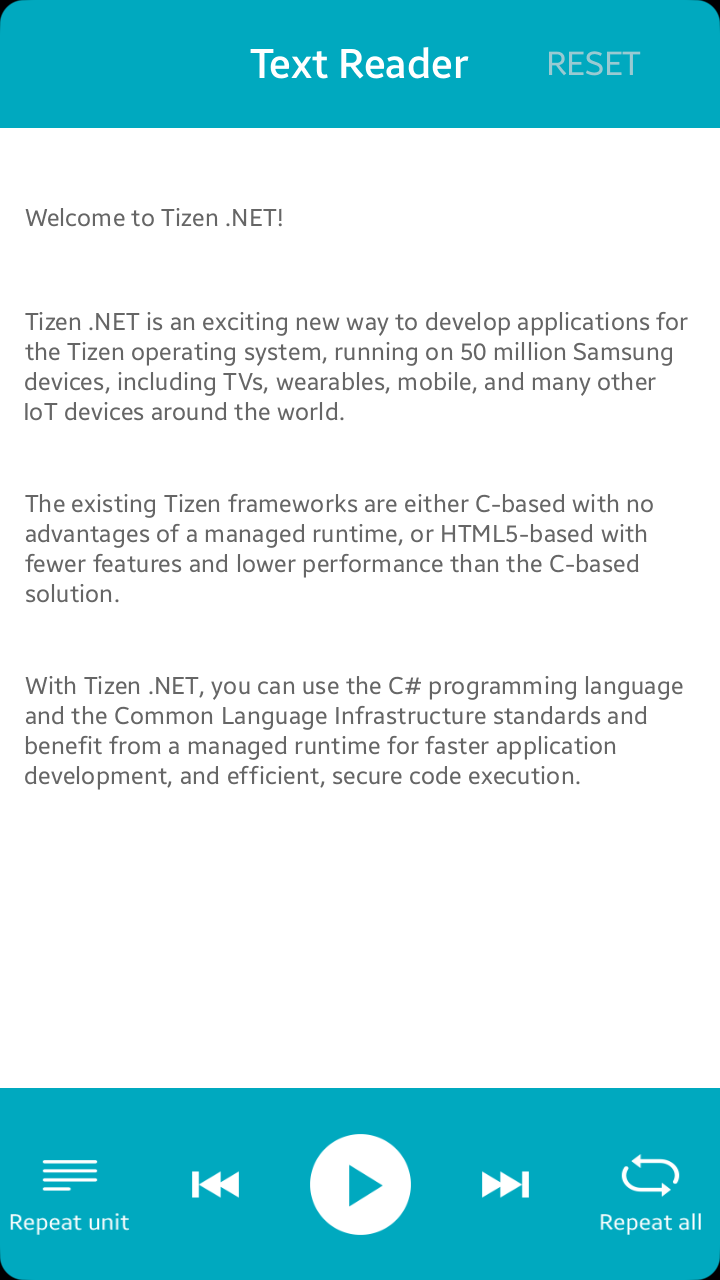 Text Reader
RESET
Welcome to Tizen .NET!
Tizen .NET is an exciting new way to develop applications for
the Tizen operating system, running on 50 million Samsung
devices, including TVs, wearables, mobile, and many other
IoT devices around the world.
The existing Tizen frameworks are either C-based with no
advantages of a managed runtime, or HTML5-based with
fewer features and lower performance than the C-based
solution.
With Tizen .NET, you can use the C# programming language
and the Common Language Infrastructure standards and
benefit from a managed runtime for faster application
development, and efficient, secure code execution.
Repeat unit
Repeat all